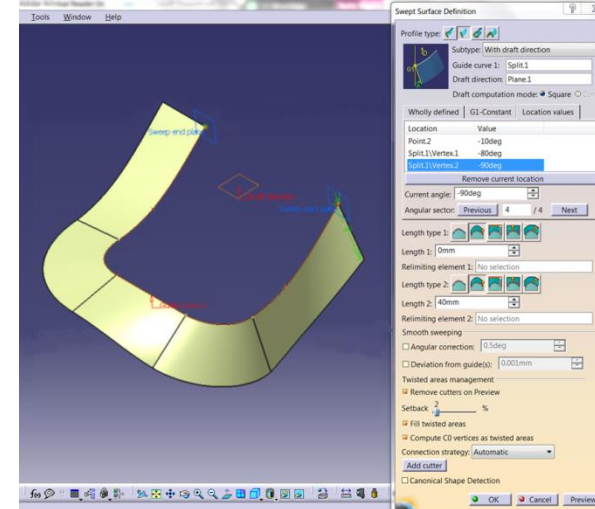 Tools Window Help
Sweep end plan
Swept Surface Definition
Profile type:
Subtype: With draft direction
Guide curve 1: Split.1
Draft direction: Plane.1
Draft computation mode: Square
Wholly defined G1-Constant Location values
Location Value
Point.2 -10deg
Split.1\Vertex.1 -80deg
Split.1\Vertex.2 -90deg
Remove current location
Current angle: -90deg
Angular sector: Previous 4 / 4 Next
Length type 1:
Length 1: 0mm
Relimiting element 1: No selection
Length type 2:
Length 2: 40mm
Relimiting element 2: No selection
Smooth sweeping
Angular correction: 0.5deg
Deviation from guide(s): 0.001mm
Twisted areas management
Remove cutters on Preview
Setback 2 %
Fill twisted areas
Compute C0 vertices as twisted areas
Connection strategy: Automatic
Add cutter
Canonical Shape Detection
OK Cancel Preview